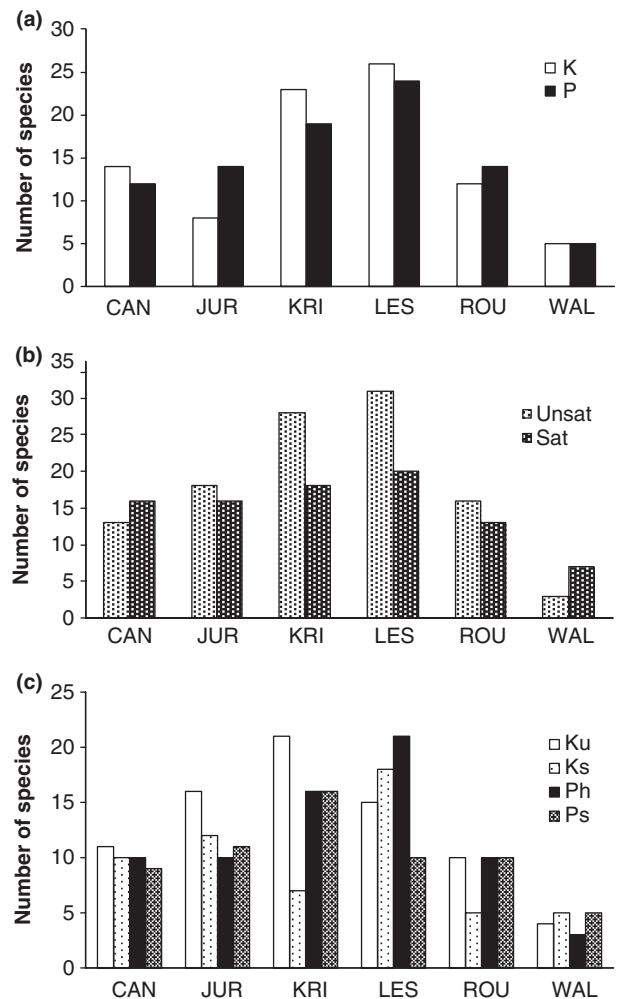 (a)
30
25
20
15
10
5
0
Number of species
K
P
CAN JUR KRI LES ROU WAL
(b)
35
30
25
20
15
10
5
0
Number of species
Unsat
Sat
CAN JUR KRI LES ROU WAL
(c)
25
20
15
10
5
0
Number of species
Ku
Ks
Ph
Ps
CAN JUR KRI LES ROU WAL